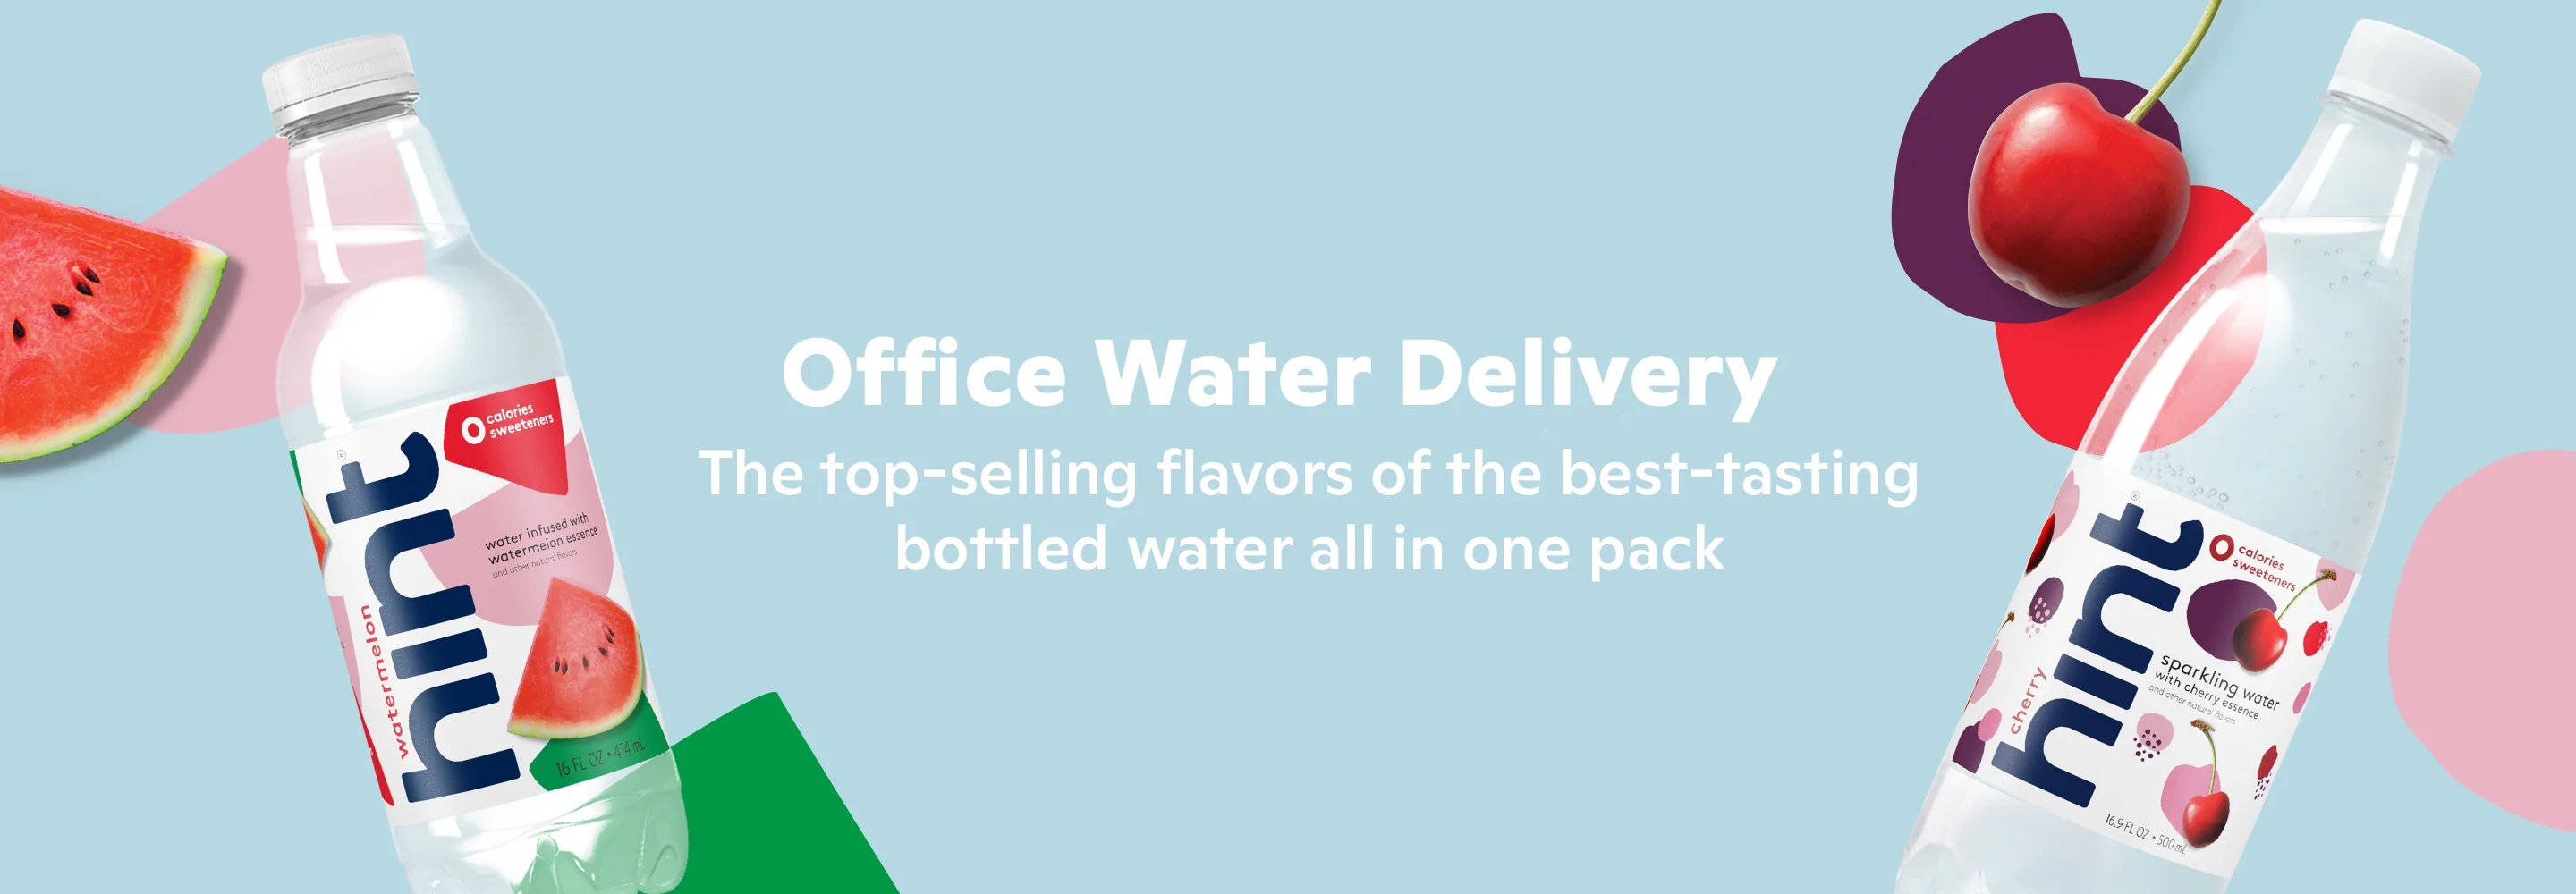 Office Water Delivery
The top-selling flavors of the best-tasting
bottled water all in one pack
hint®
watermelon
0 calories
sweeteners
water infused with
watermelon essence
and other natural flavors
16 FL OZ • 474 mL
hint®
cherry
0 calories
sweeteners
sparkling water
with cherry essence
and other natural flavors
16.9 FL OZ • 500 mL